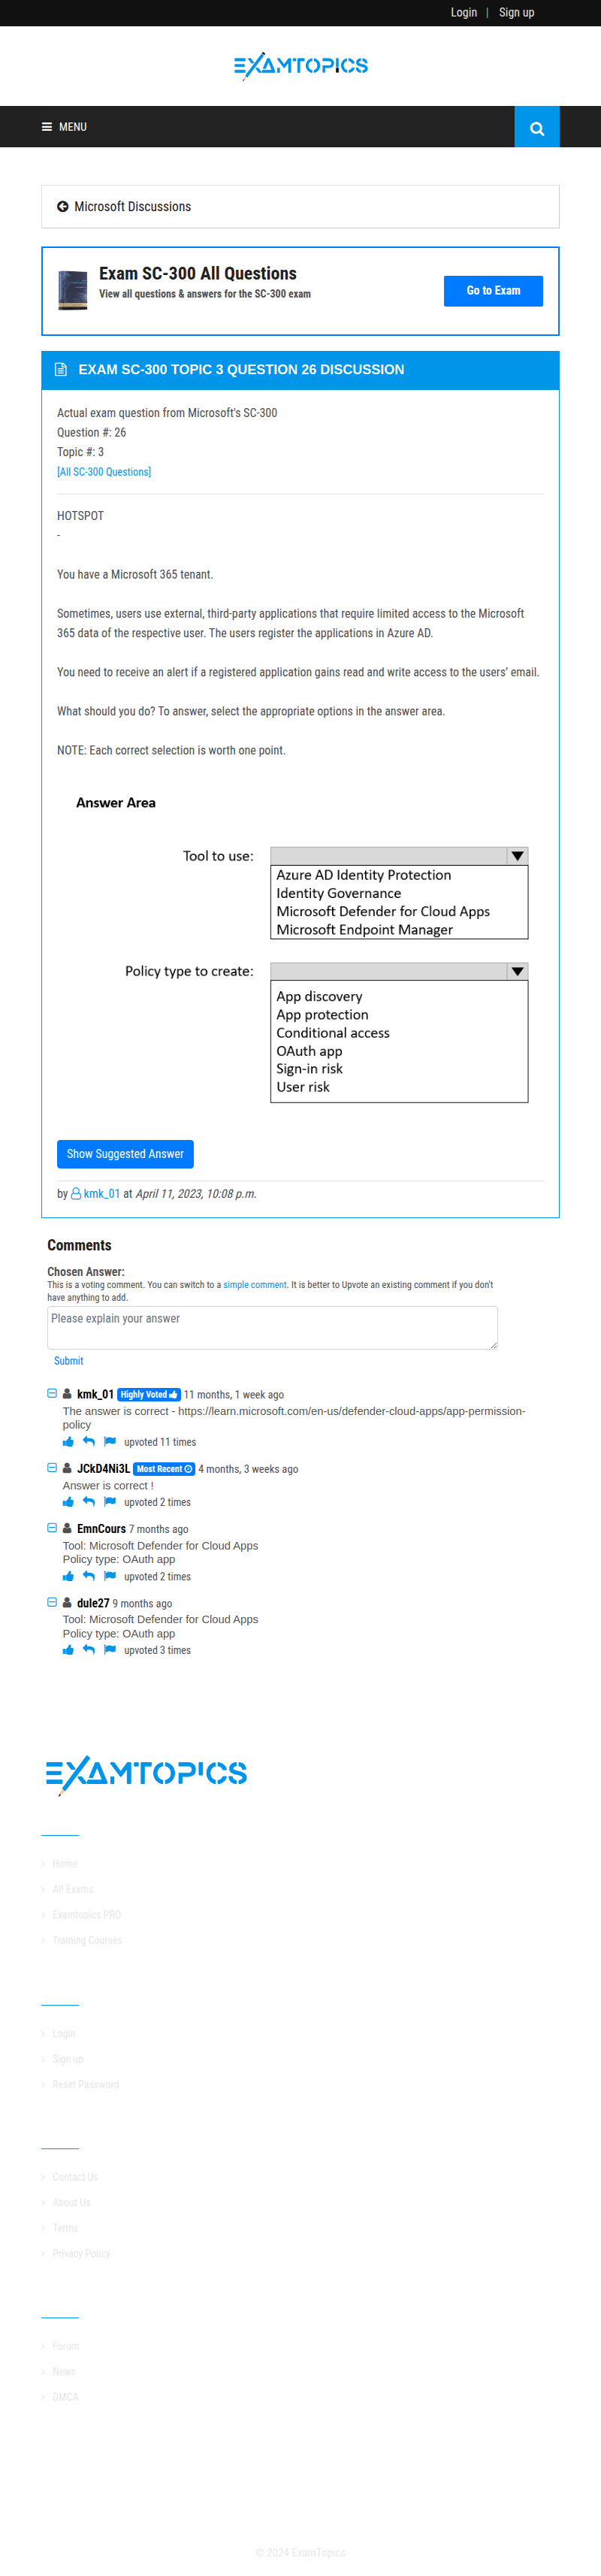 Login | Sign up
EXAMTOPICS
MENU
Microsoft Discussions
Exam SC-300 All Questions
View all questions & answers for the SC-300 exam
Go to Exam
EXAM SC-300 TOPIC 3 QUESTION 26 DISCUSSION
Actual exam question from Microsoft's SC-300
Question #: 26
Topic #: 3
[All SC-300 Questions]
HOTSPOT
-
You have a Microsoft 365 tenant.
Sometimes, users use external, third-party applications that require limited access to the Microsoft
365 data of the respective user. The users register the applications in Azure AD.
You need to receive an alert if a registered application gains read and write access to the users’ email.
What should you do? To answer, select the appropriate options in the answer area.
NOTE: Each correct selection is worth one point.
Answer Area
Tool to use:
Azure AD Identity Protection
Identity Governance
Microsoft Defender for Cloud Apps
Microsoft Endpoint Manager
Policy type to create:
App discovery
App protection
Conditional access
OAuth app
Sign-in risk
User risk
Show Suggested Answer
by kmk_01 at April 11, 2023, 10:08 p.m.
Comments
Chosen Answer:
This is a voting comment. You can switch to a simple comment. It is better to Upvote an existing comment if you don't
have anything to add.
Please explain your answer
Submit
kmk_01 Highly Voted 11 months, 1 week ago
The answer is correct - https://learn.microsoft.com/en-us/defender-cloud-apps/app-permission-
policy
upvoted 11 times
JCkD4Ni3L Most Recent 4 months, 3 weeks ago
Answer is correct !
upvoted 2 times
EmnCours 7 months ago
Tool: Microsoft Defender for Cloud Apps
Policy type: OAuth app
upvoted 2 times
dule27 9 months ago
Tool: Microsoft Defender for Cloud Apps
Policy type: OAuth app
upvoted 3 times
EXAMTOPICS
Home
All Exams
Examtopics PRO
Training Courses
Login
Sign up
Reset Password
Contact Us
About Us
Terms
Privacy Policy
Forum
News
DMCA
© 2024 ExamTopics